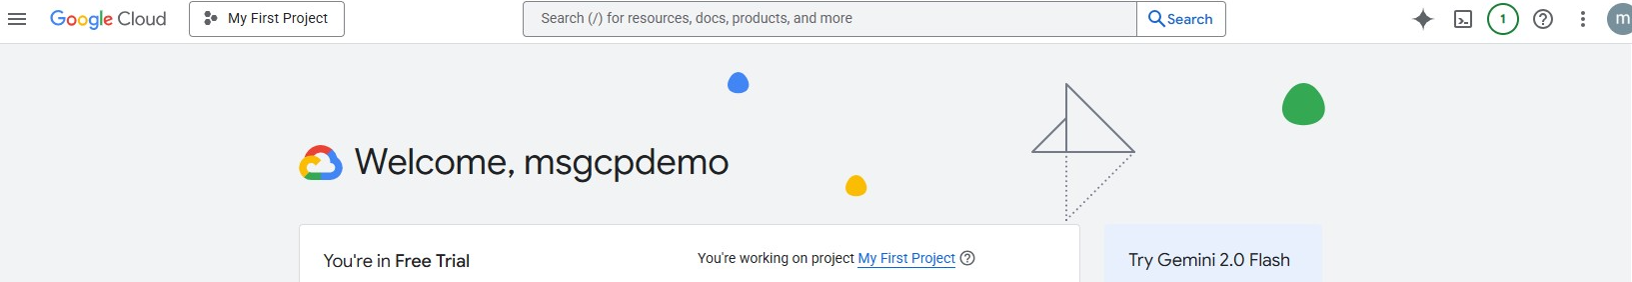 Google Cloud
My First Project
Search (/) for resources, docs, products, and more
Search
1
m
Welcome, msgcpdemo
You're in Free Trial
You're working on project My First Project
Try Gemini 2.0 Flash